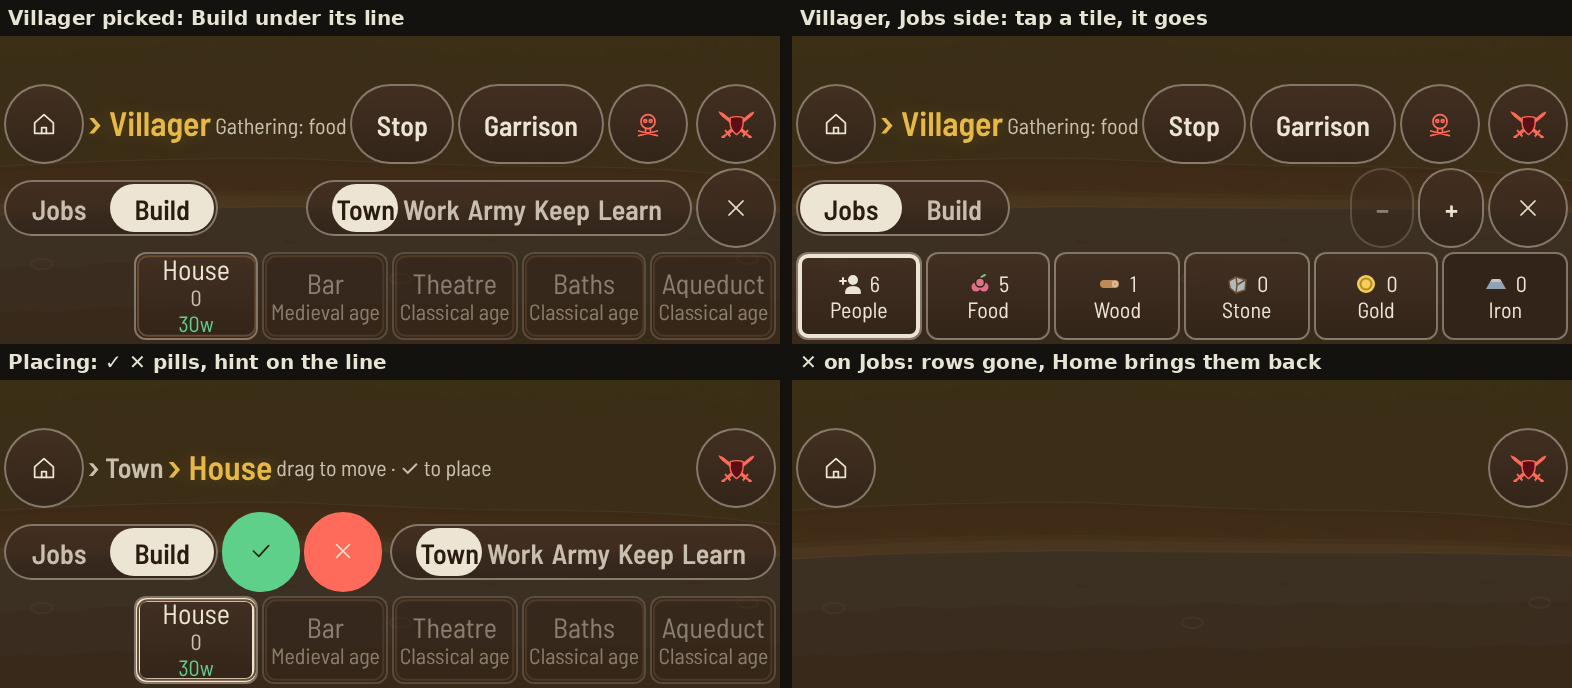 Villager picked: Build under its line
› Villager Gathering: food Stop Garrison
Jobs Build Town Work Army Keep Learn ×
House Bar Theatre Baths Aqueduct
0 Medieval age Classical age Classical age Classical age
30w
Villager, Jobs side: tap a tile, it goes
› Villager Gathering: food Stop Garrison
Jobs Build − + ×
6 5 1 0 0 0
People Food Wood Stone Gold Iron
Placing: ✓ ✕ pills, hint on the line
› Town › House drag to move · ✓ to place
Jobs Build ✓ × Town Work Army Keep Learn
House Bar Theatre Baths Aqueduct
0 Medieval age Classical age Classical age Classical age
30w
✕ on Jobs: rows gone, Home brings them back